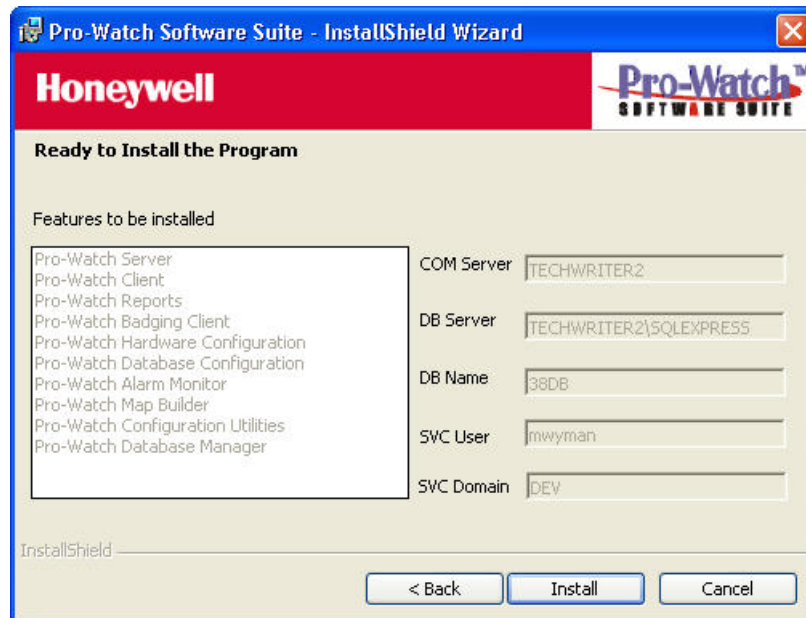 Pro-Watch Software Suite - InstallShield Wizard
Honeywell
Pro-Watch™
SOFTWARE SUITE
Ready to Install the Program
Features to be installed
Pro-Watch Server
Pro-Watch Client
Pro-Watch Reports
Pro-Watch Badging Client
Pro-Watch Hardware Configuration
Pro-Watch Database Configuration
Pro-Watch Alarm Monitor
Pro-Watch Map Builder
Pro-Watch Configuration Utilities
Pro-Watch Database Manager
COM Server TECHWRITER2
DB Server TECHWRITER2\SQLEXPRESS
DB Name 38DB
SVC User mwyman
SVC Domain DEV
InstallShield
< Back Install Cancel